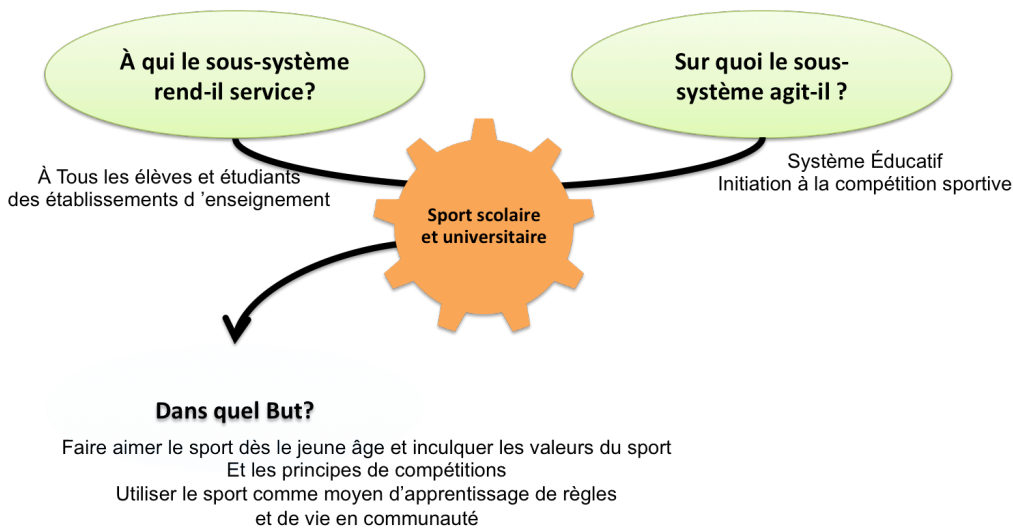 À qui le sous-système
rend-il service?
Sur quoi le sous-
système agit-il ?
À Tous les élèves et étudiants
des établissements d ’enseignement
Système Éducatif
Initiation à la compétition sportive
Sport scolaire
et universitaire
Dans quel But?
Faire aimer le sport dès le jeune âge et inculquer les valeurs du sport
Et les principes de compétitions
Utiliser le sport comme moyen d’apprentissage de règles
et de vie en communauté